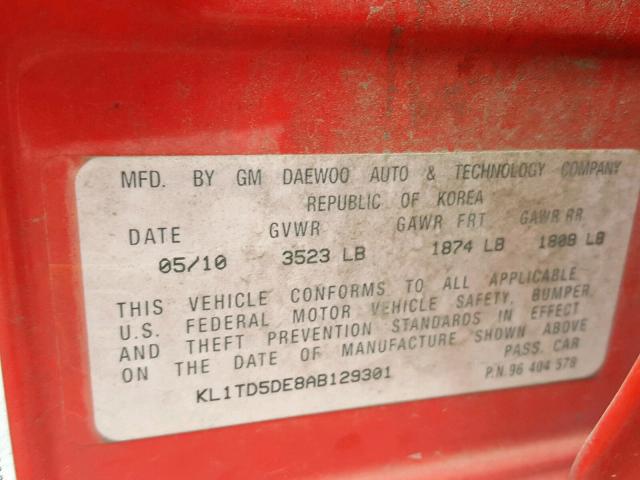 MFD. BY GM DAEWOO AUTO & TECHNOLOGY COMPANY
REPUBLIC OF KOREA
DATE GVWR GAWR FRT GAWR RR
05/10 3523 LB 1874 LB 1808 LB
THIS VEHICLE CONFORMS TO ALL APPLICABLE
U.S. FEDERAL MOTOR VEHICLE SAFETY, BUMPER,
AND THEFT PREVENTION STANDARDS IN EFFECT
ON THE DATE OF MANUFACTURE SHOWN ABOVE
PASS. CAR
KL1TD5DE8AB129301 P.N. 96 404 578